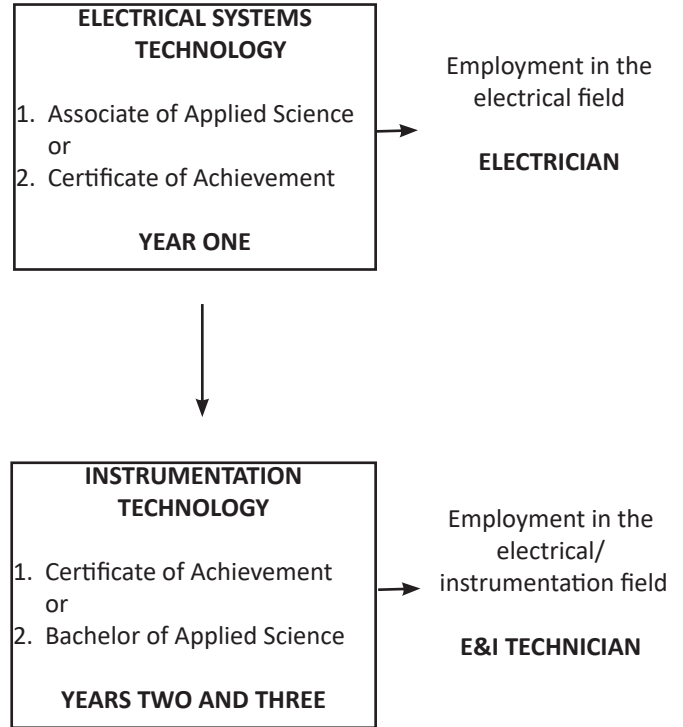 ELECTRICAL SYSTEMS
TECHNOLOGY
1. Associate of Applied Science
or
2. Certificate of Achievement
YEAR ONE
Employment in the
electrical field
ELECTRICIAN
INSTRUMENTATION
TECHNOLOGY
1. Certificate of Achievement
or
2. Bachelor of Applied Science
YEARS TWO AND THREE
Employment in the
electrical/
instrumentation field
E&I TECHNICIAN